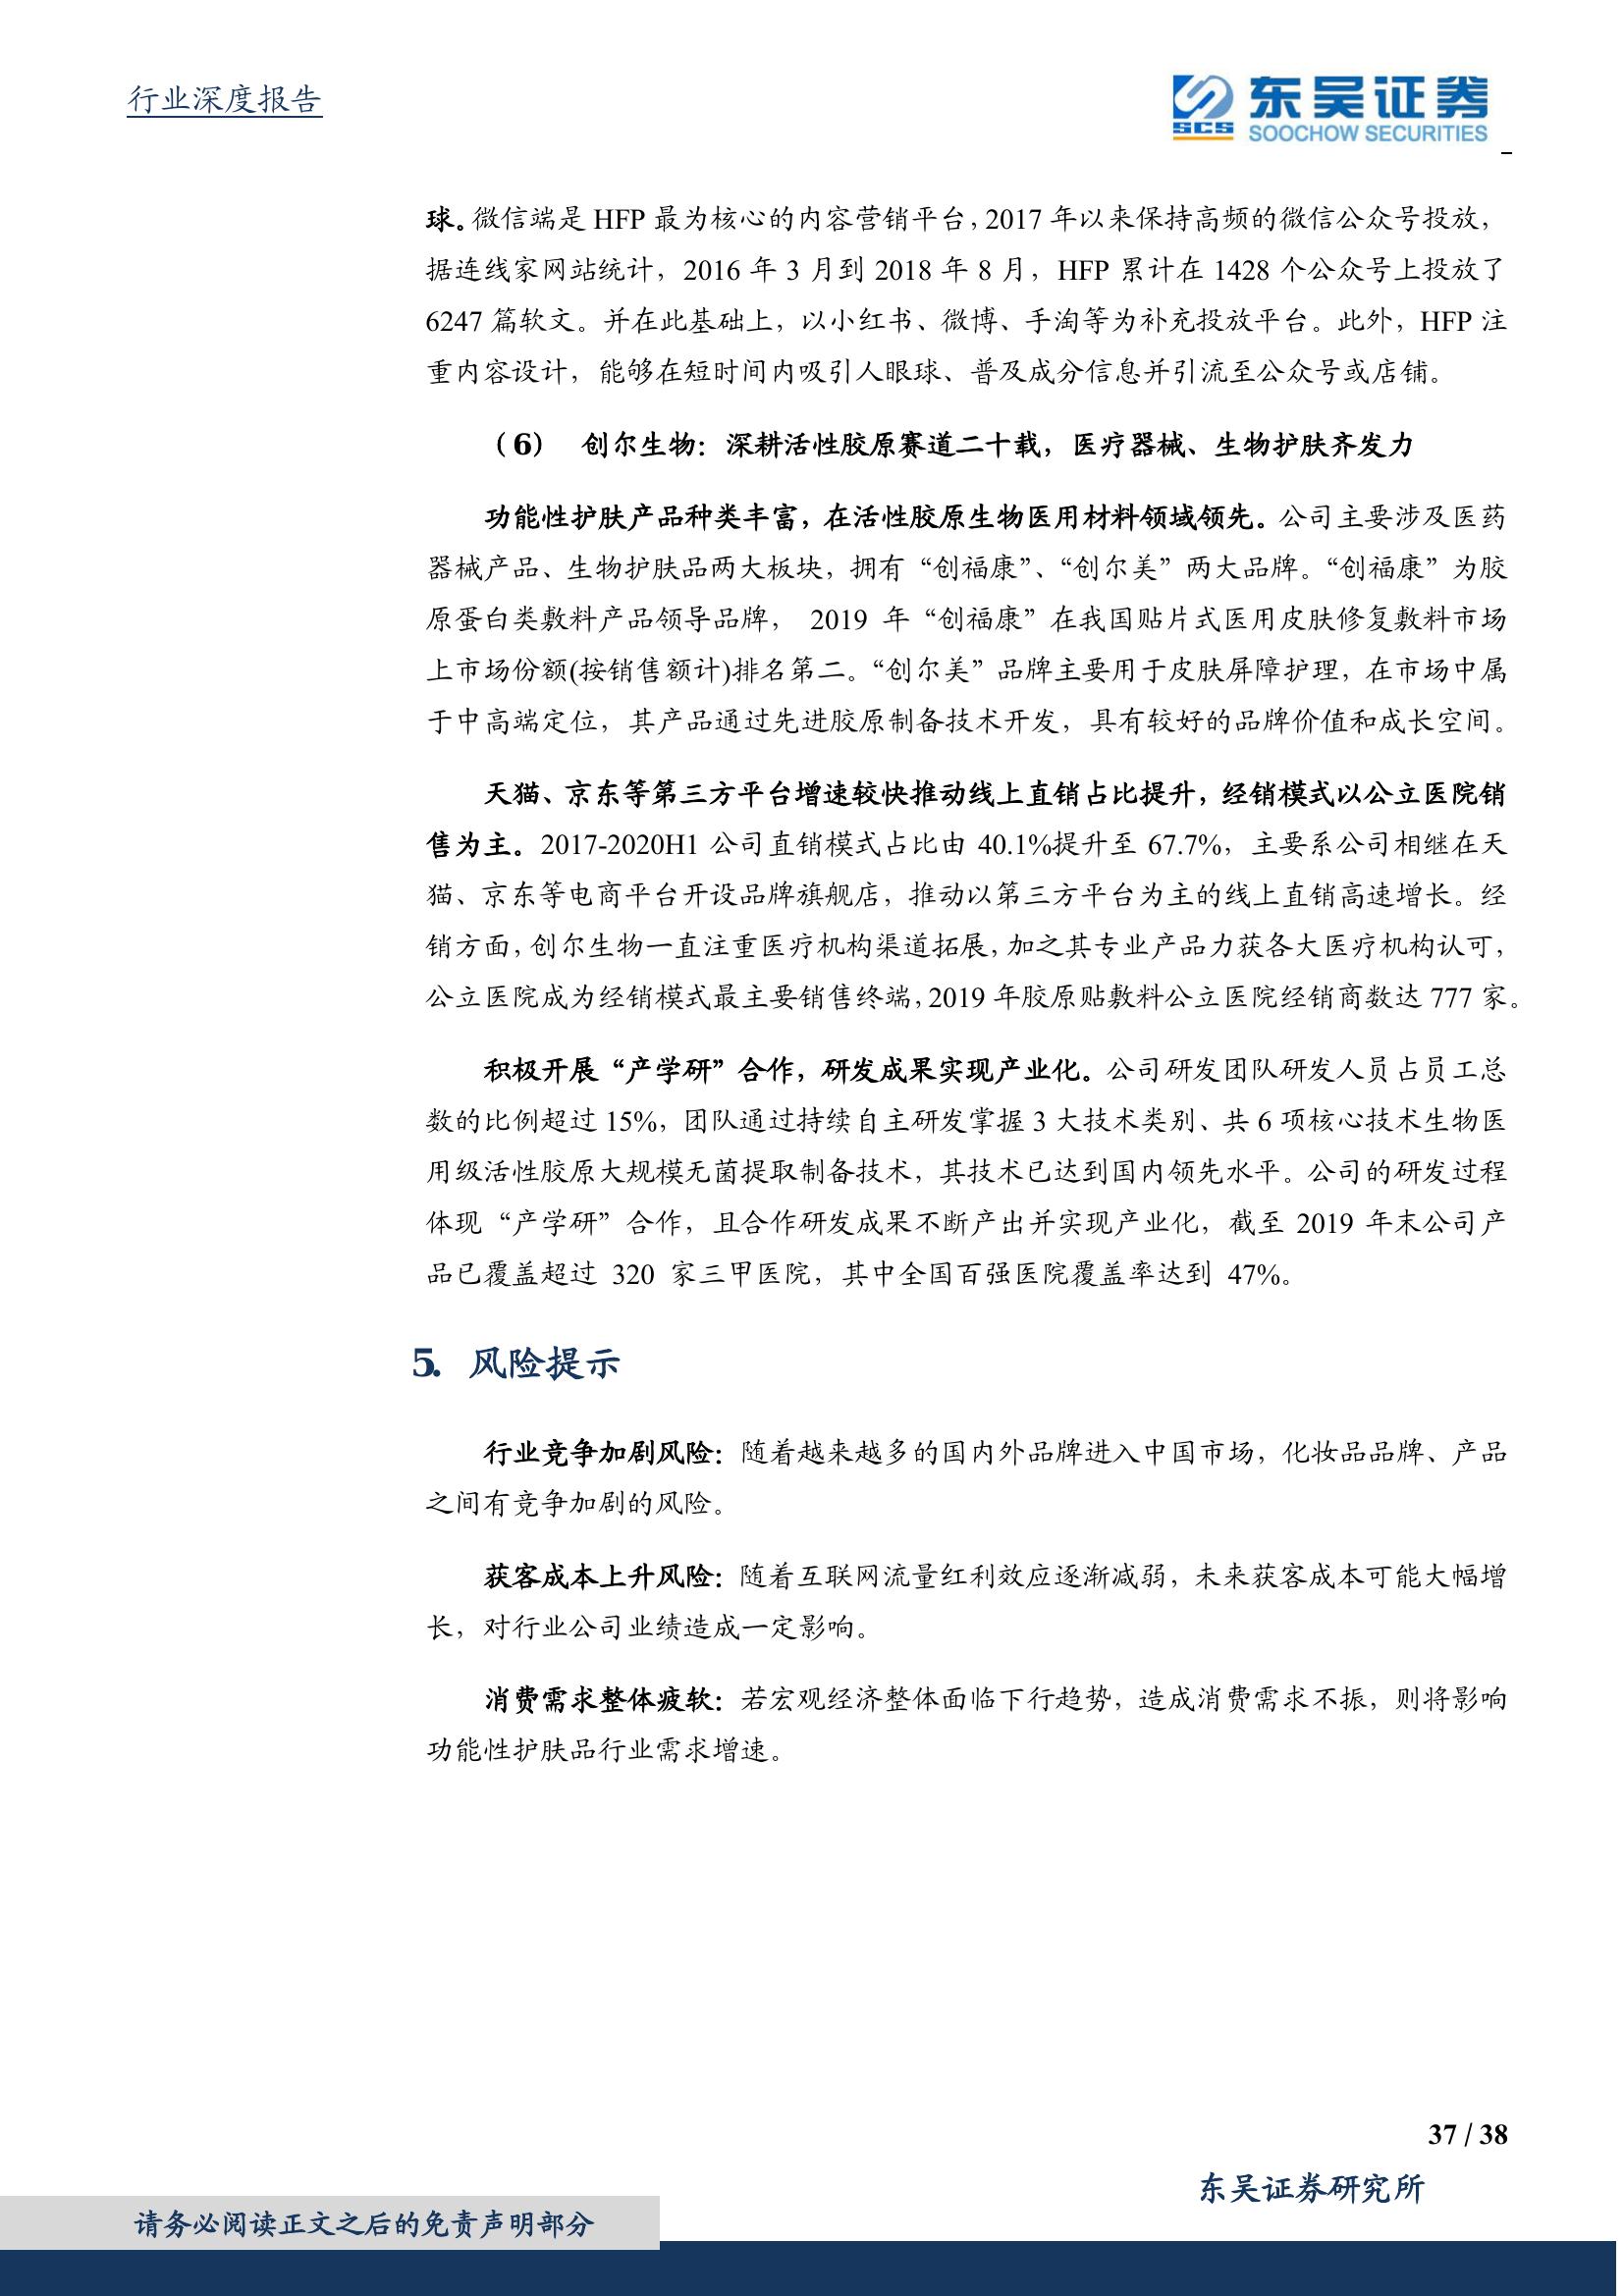 行业深度报告
SCS 东吴证券
SOOCHOW SECURITIES
球。微信端是 HFP 最为核心的内容营销平台，2017 年以来保持高频的微信公众号投放，
据连线家网站统计，2016 年 3 月到 2018 年 8 月，HFP 累计在 1428 个公众号上投放了
6247 篇软文。并在此基础上，以小红书、微博、手淘等为补充投放平台。此外，HFP 注
重内容设计，能够在短时间内吸引人眼球、普及成分信息并引流至公众号或店铺。
（6） 创尔生物：深耕活性胶原赛道二十载，医疗器械、生物护肤齐发力
功能性护肤产品种类丰富，在活性胶原生物医用材料领域领先。公司主要涉及医药
器械产品、生物护肤品两大板块，拥有“创福康”、“创尔美”两大品牌。“创福康”为胶
原蛋白类敷料产品领导品牌， 2019 年“创福康”在我国贴片式医用皮肤修复敷料市场
上市场份额(按销售额计)排名第二。“创尔美”品牌主要用于皮肤屏障护理，在市场中属
于中高端定位，其产品通过先进胶原制备技术开发，具有较好的品牌价值和成长空间。
天猫、京东等第三方平台增速较快推动线上直销占比提升，经销模式以公立医院销
售为主。2017-2020H1 公司直销模式占比由 40.1%提升至 67.7%，主要系公司相继在天
猫、京东等电商平台开设品牌旗舰店，推动以第三方平台为主的线上直销高速增长。经
销方面，创尔生物一直注重医疗机构渠道拓展，加之其专业产品力获各大医疗机构认可，
公立医院成为经销模式最主要销售终端，2019 年胶原贴敷料公立医院经销商数达 777 家。
积极开展“产学研”合作，研发成果实现产业化。公司研发团队研发人员占员工总
数的比例超过 15%，团队通过持续自主研发掌握 3 大技术类别、共 6 项核心技术生物医
用级活性胶原大规模无菌提取制备技术，其技术已达到国内领先水平。公司的研发过程
体现“产学研”合作，且合作研发成果不断产出并实现产业化，截至 2019 年末公司产
品已覆盖超过 320 家三甲医院，其中全国百强医院覆盖率达到 47%。
5. 风险提示
行业竞争加剧风险：随着越来越多的国内外品牌进入中国市场，化妆品品牌、产品
之间有竞争加剧的风险。
获客成本上升风险：随着互联网流量红利效应逐渐减弱，未来获客成本可能大幅增
长，对行业公司业绩造成一定影响。
消费需求整体疲软：若宏观经济整体面临下行趋势，造成消费需求不振，则将影响
功能性护肤品行业需求增速。
37 / 38
东吴证券研究所
请务必阅读正文之后的免责声明部分